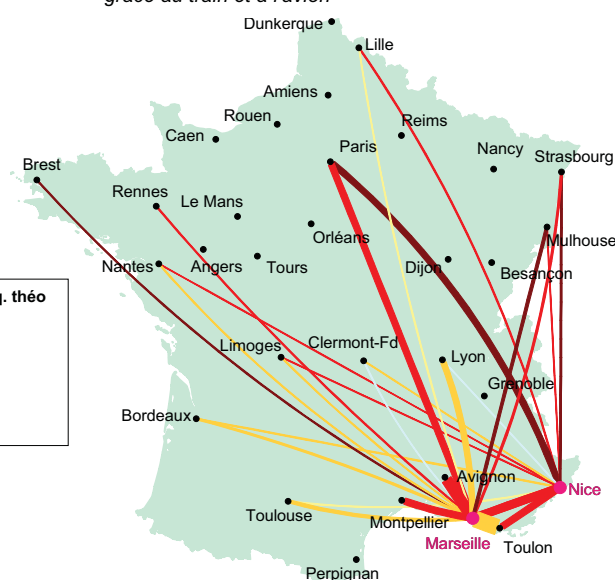 grâce au train et à l'avion
Dunkerque
Lille
Amiens
Rouen
Reims
Caen
Paris
Nancy
Strasbourg
Brest
Rennes
Le Mans
Orléans
Mulhouse
Nantes
Angers
Tours
Dijon
Besançon
q. théo
Limoges
Clermont-Fd
Lyon
Grenoble
Bordeaux
Avignon
Nice
Toulouse
Montpellier
Marseille
Toulon
Perpignan